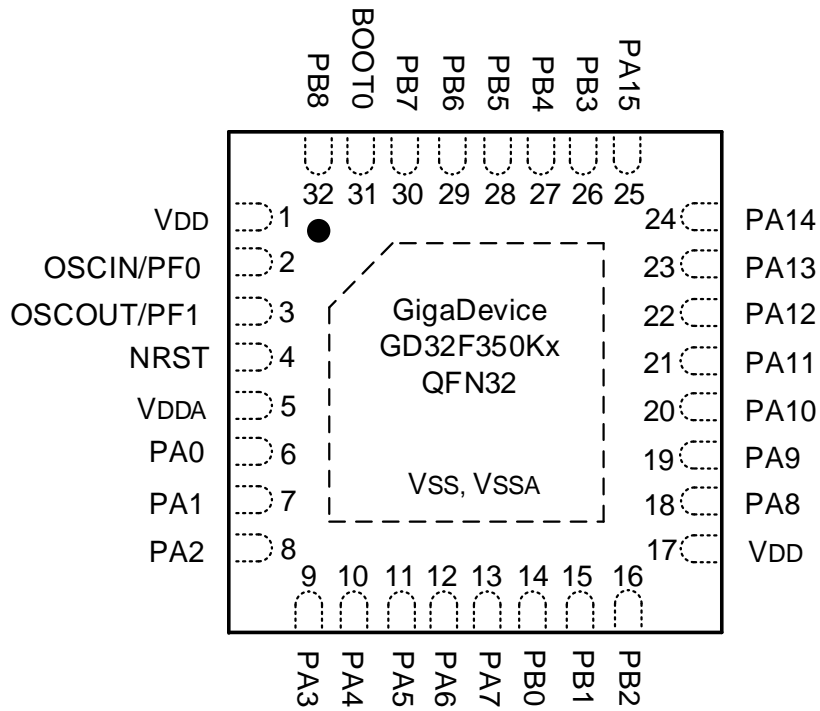 PB8
BOOT0
PB7
PB6
PB5
PB4
PB3
PA15
32
31
30
29
28
27
26
25
VDD
1
OSCIN/PF0
2
OSCOUT/PF1
3
NRST
4
VDDA
5
PA0
6
PA1
7
PA2
8
GigaDevice
GD32F350Kx
QFN32
VSS, VSSA
24
PA14
23
PA13
22
PA12
21
PA11
20
PA10
19
PA9
18
PA8
17
VDD
9
10
11
12
13
14
15
16
PA3
PA4
PA5
PA6
PA7
PB0
PB1
PB2